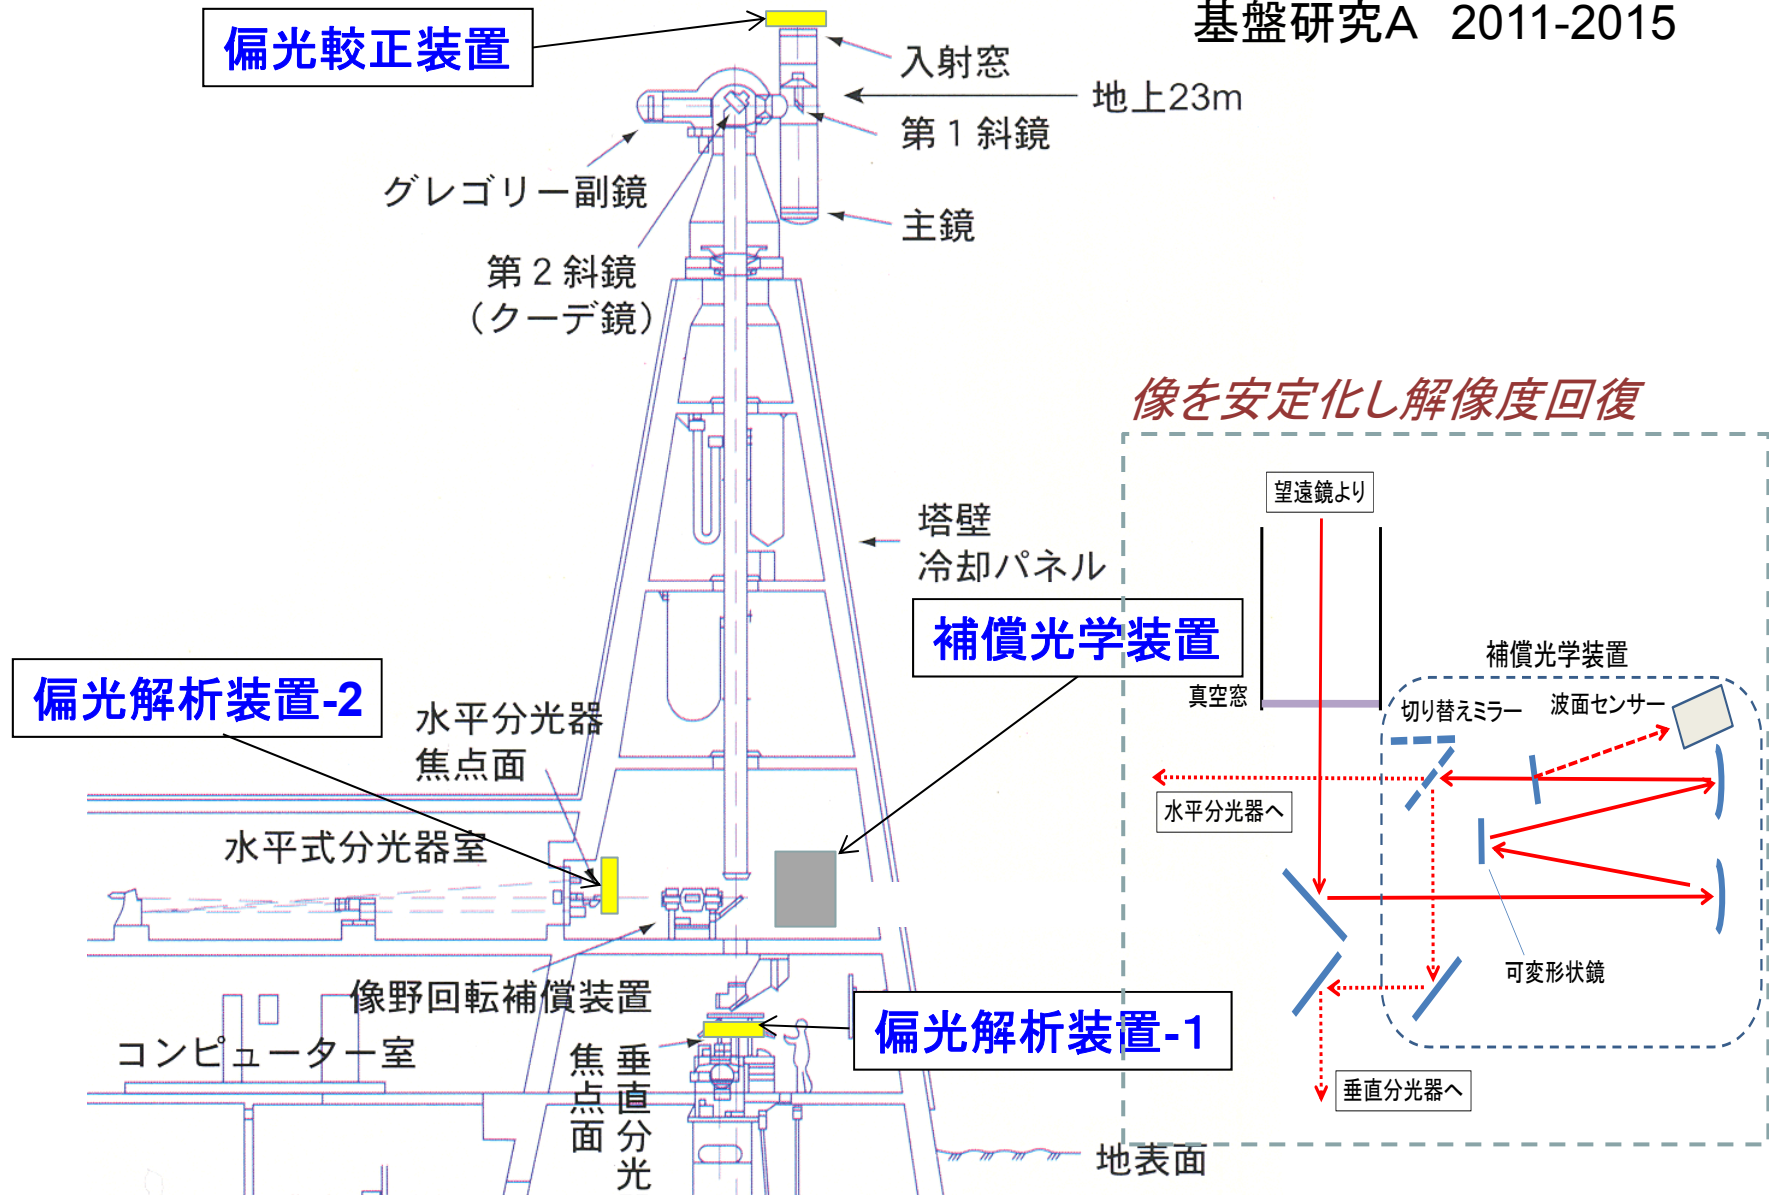 基盤研究A 2011-2015
偏光較正装置
入射窓
地上23m
第1斜鏡
グレゴリー副鏡
主鏡
第2斜鏡
（クーデ鏡）
像を安定化し解像度回復
望遠鏡より
塔壁
冷却パネル
補償光学装置
補償光学装置
偏光解析装置-2
水平分光器
焦点面
真空窓
切り替えミラー
波面センサー
水平分光器へ
水平式分光器室
可変形状鏡
像野回転補償装置
偏光解析装置-1
コンピューター室
垂直分光
焦点面
垂直分光器へ
地表面